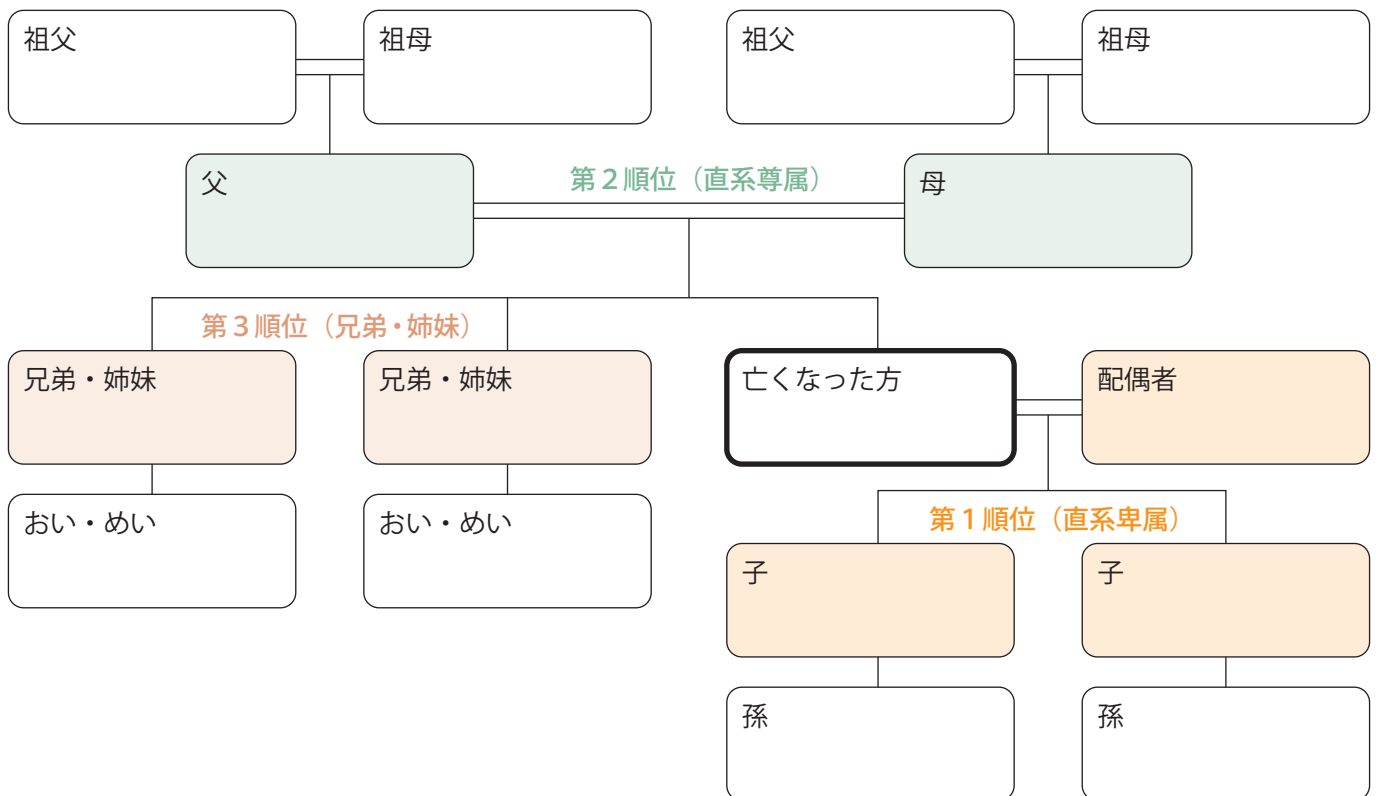 祖父
祖母
祖父
祖母
父
第2順位（直系尊属）
母
第3順位（兄弟・姉妹）
兄弟・姉妹
兄弟・姉妹
亡くなった方
配偶者
おい・めい
おい・めい
第1順位（直系卑属）
子
子
孫
孫